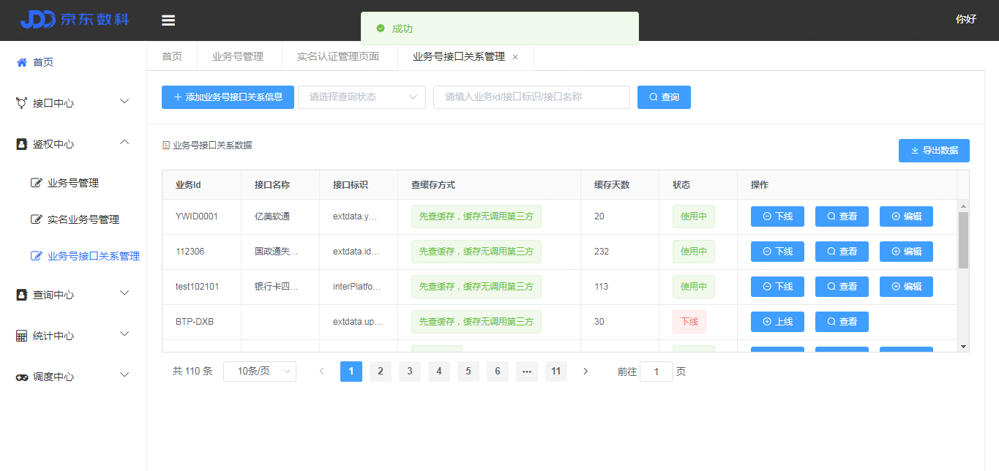 JDD 京东数科
成功
你好
首页
接口中心
鉴权中心
业务号管理
实名业务号管理
业务号接口关系管理
查询中心
统计中心
调度中心
首页 业务号管理 实名认证管理页面 业务号接口关系管理 ×
+ 添加业务号接口关系信息 请选择查询状态 请填入业务id/接口标识/接口名称 查询
业务号接口关系数据
导出数据
业务Id 接口名称 接口标识 查缓存方式 缓存天数 状态 操作
YWID0001 亿美软通 extdata.y... 先查缓存，缓存无调用第三方 20 使用中 下线 查看 编辑
112306 国政通失... extdata.id... 先查缓存，缓存无调用第三方 232 使用中 下线 查看 编辑
test102101 银行卡四... interPlatfo... 先查缓存，缓存无调用第三方 113 使用中 下线 查看 编辑
BTP-DXB extdata.up... 先查缓存，缓存无调用第三方 30 下线 上线 查看
共 110 条 10条/页 < 1 2 3 4 5 6 ... 11 > 前往 1 页